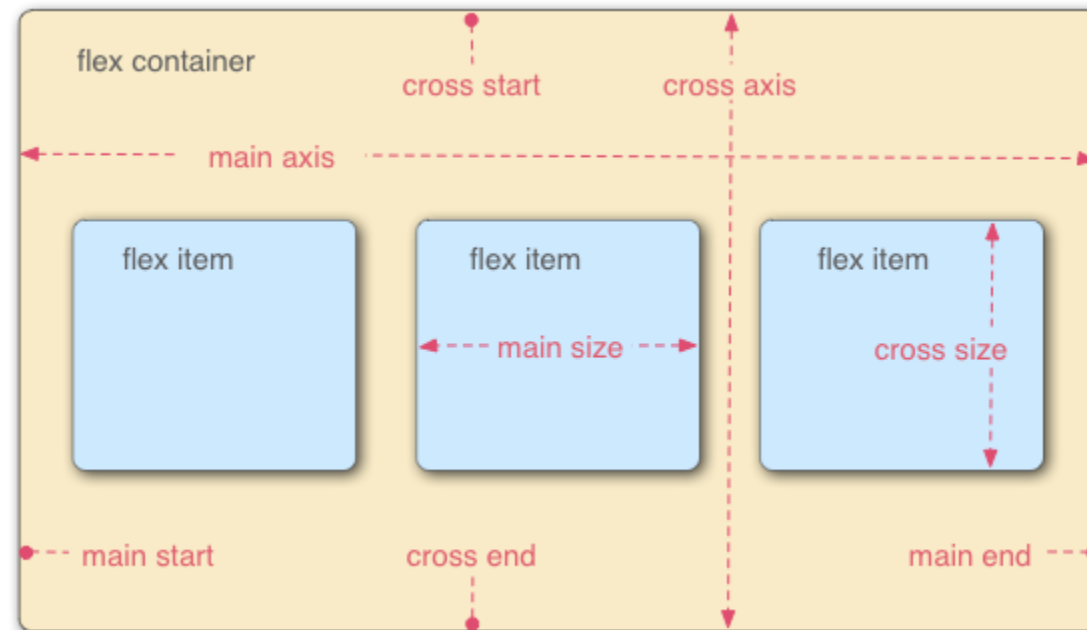 flex container
cross start
cross axis
main axis
flex item
flex item
flex item
main size
cross size
main start
cross end
main end